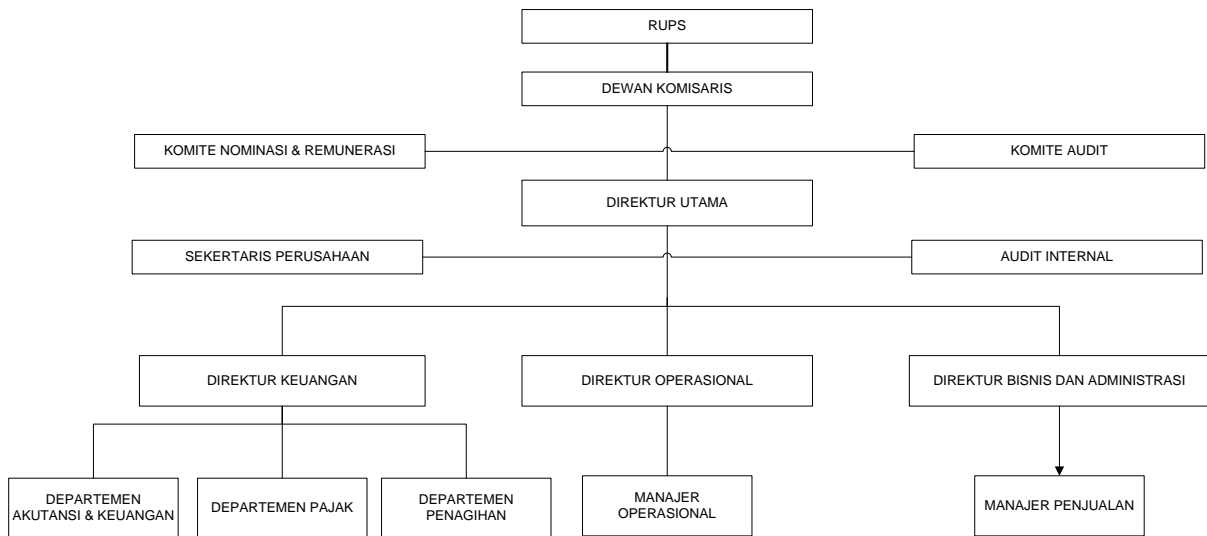 RUPS
DEWAN KOMISARIS
KOMITE NOMINASI & REMUNERASI
KOMITE AUDIT
DIREKTUR UTAMA
SEKERTARIS PERUSAHAAN
AUDIT INTERNAL
DIREKTUR KEUANGAN
DIREKTUR OPERASIONAL
DIREKTUR BISNIS DAN ADMINISTRASI
DEPARTEMEN
AKUTANSI & KEUANGAN
DEPARTEMEN PAJAK
DEPARTEMEN
PENAGIHAN
MANAJER
OPERASIONAL
MANAJER PENJUALAN